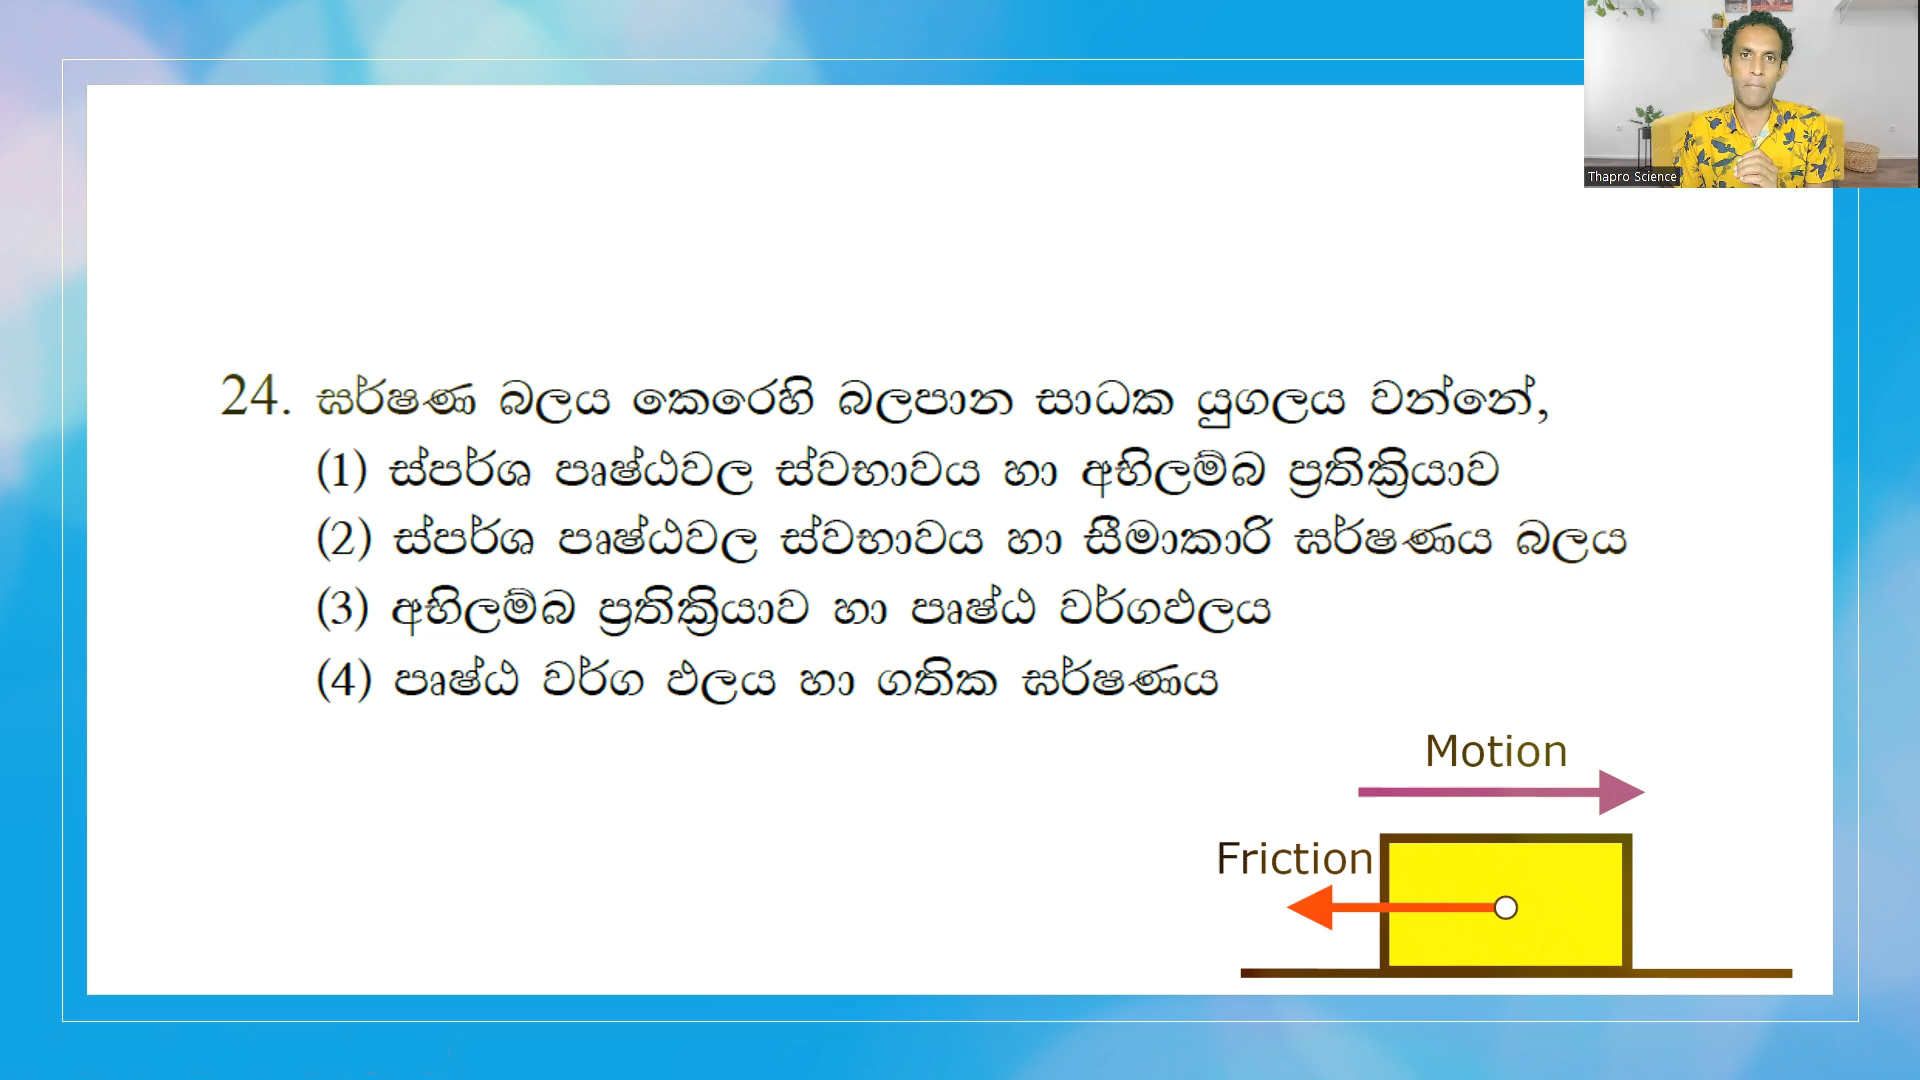 Thapro Science
24. ඝර්ෂණ බලය කෙරෙහි බලපාන සාධක යුගලය වන්නේ,
(1) ස්පර්ශ පෘෂ්ඨවල ස්වභාවය හා අභිලම්බ ප්‍රතික්‍රියාව
(2) ස්පර්ශ පෘෂ්ඨවල ස්වභාවය හා සීමාකාරි ඝර්ෂණය බලය
(3) අභිලම්බ ප්‍රතික්‍රියාව හා පෘෂ්ඨ වර්ගඵලය
(4) පෘෂ්ඨ වර්ග ඵලය හා ගතික ඝර්ෂණය
Motion
Friction